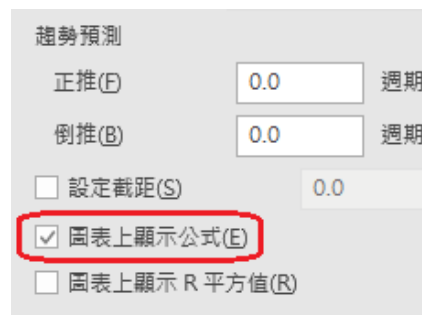 趨勢預測
正推(F) 0.0 週期
倒推(B) 0.0 週期
設定截距(S) 0.0
圖表上顯示公式(E)
圖表上顯示 R 平方值(R)